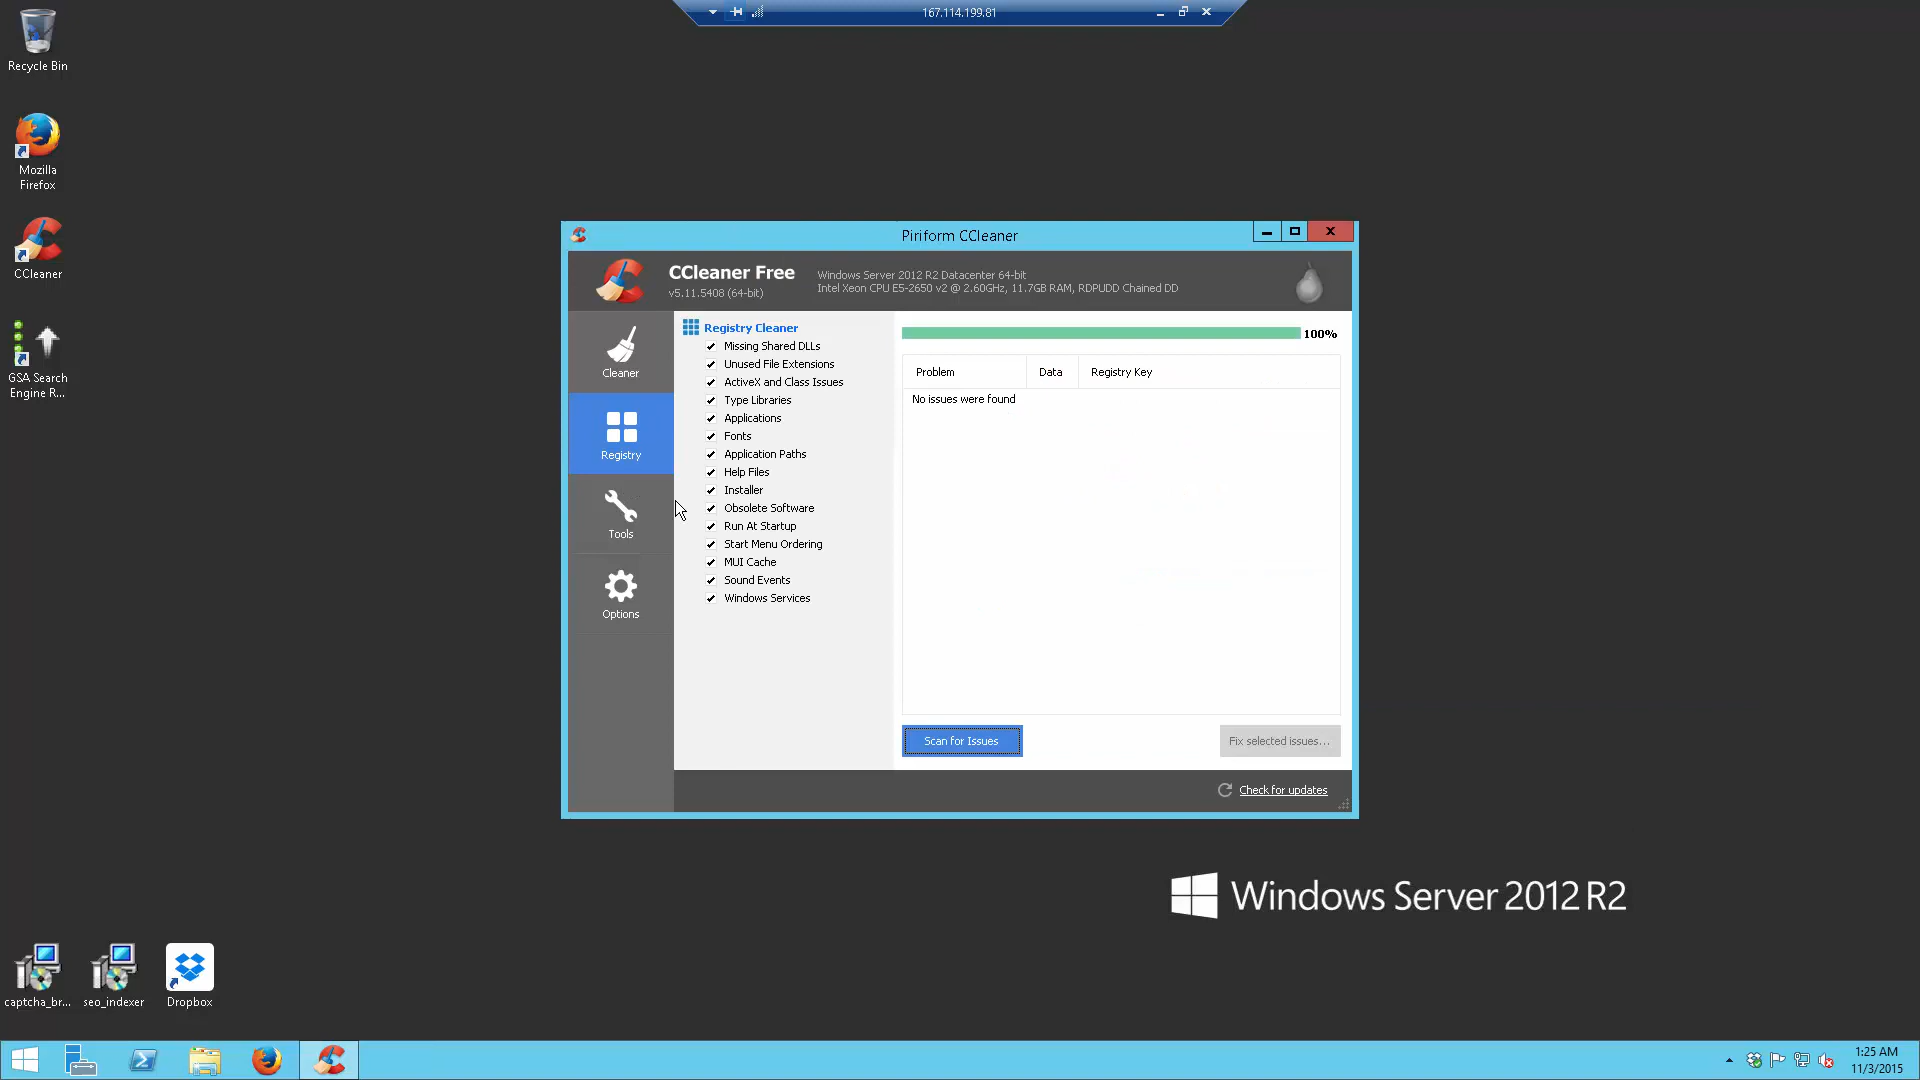 167.114.199.81
Recycle Bin
Mozilla
Firefox
CCleaner
GSA Search
Engine R...
Piriform CCleaner
CCleaner Free
v5.11.5408 (64-bit)
Windows Server 2012 R2 Datacenter 64-bit
Intel Xeon CPU E5-2650 v2 @ 2.60GHz, 11.7GB RAM, RDPUDD Chained DD
Cleaner
Registry
Tools
Options
Registry Cleaner
Missing Shared DLLs
Unused File Extensions
ActiveX and Class Issues
Type Libraries
Applications
Fonts
Application Paths
Help Files
Installer
Obsolete Software
Run At Startup
Start Menu Ordering
MUI Cache
Sound Events
Windows Services
100%
Problem Data Registry Key
No issues were found
Scan for Issues
Fix selected issues...
Check for updates
Windows Server 2012 R2
captcha_br...
seo_indexer
Dropbox
1:25 AM
11/3/2015